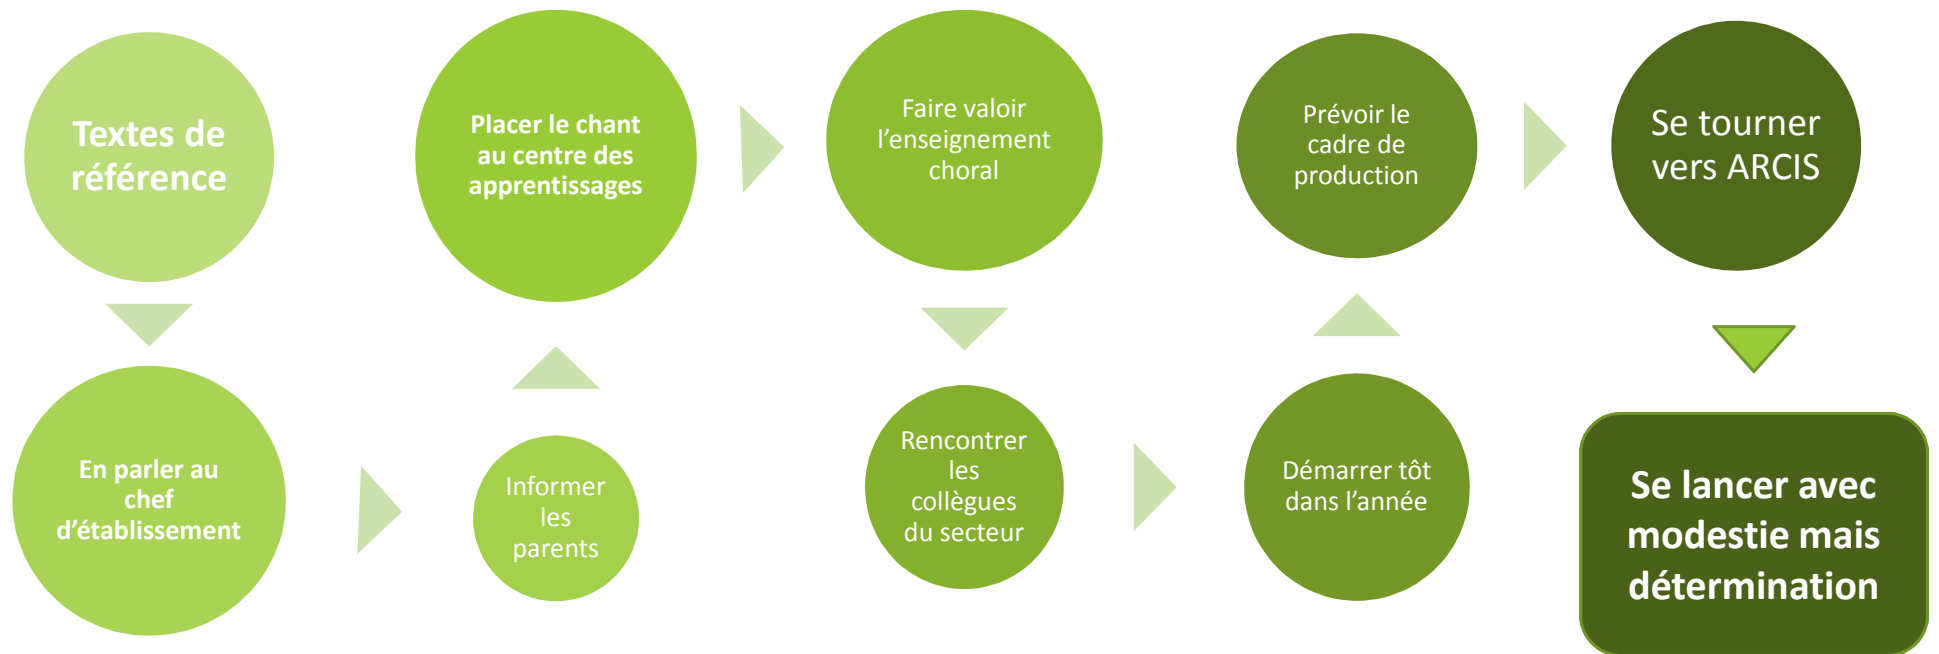 Textes de
référence
En parler au
chef
d’établissement
Informer
les
parents
Placer le chant
au centre des
apprentissages
Faire valoir
l’enseignement
choral
Rencontrer
les
collègues
du secteur
Démarrer tôt
dans l’année
Prévoir le
cadre de
production
Se tourner
vers ARCIS
Se lancer avec
modestie mais
détermination